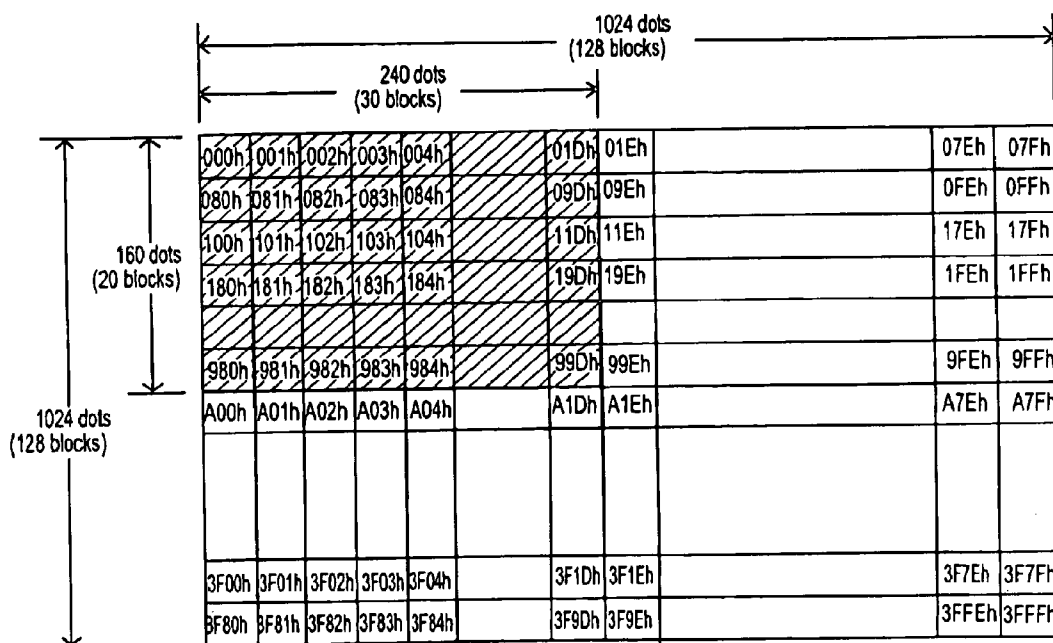 1024 dots
(128 blocks)
240 dots
(30 blocks)
000h 001h 002h 003h 004h 01Dh 01Eh 07Eh 07Fh
080h 081h 082h 083h 084h 09Dh 09Eh 0FEh 0FFh
100h 101h 102h 103h 104h 11Dh 11Eh 17Eh 17Fh
160 dots
(20 blocks)
180h 181h 182h 183h 184h 19Dh 19Eh 1FEh 1FFh
980h 981h 982h 983h 984h 99Dh 99Eh 9FEh 9FFh
A00h A01h A02h A03h A04h A1Dh A1Eh A7Eh A7Fh
1024 dots
(128 blocks)
3F00h 3F01h 3F02h 3F03h 3F04h 3F1Dh 3F1Eh 3F7Eh 3F7Fh
3F80h 3F81h 3F82h 3F83h 3F84h 3F9Dh 3F9Eh 3FFEh 3FFFh